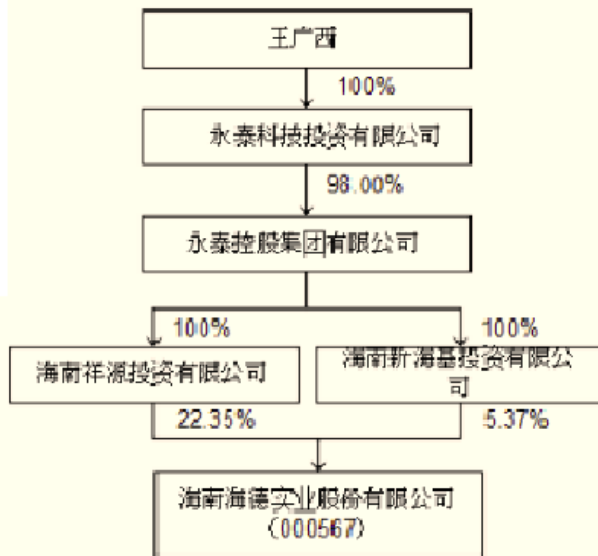 王广西
100%
永泰科技投资有限公司
98.00%
永泰控股集团有限公司
100%
100%
海南祥源投资有限公司
海南新海基投资有限公
司
22.35%
5.37%
海南海德实业股份有限公司
（000567）